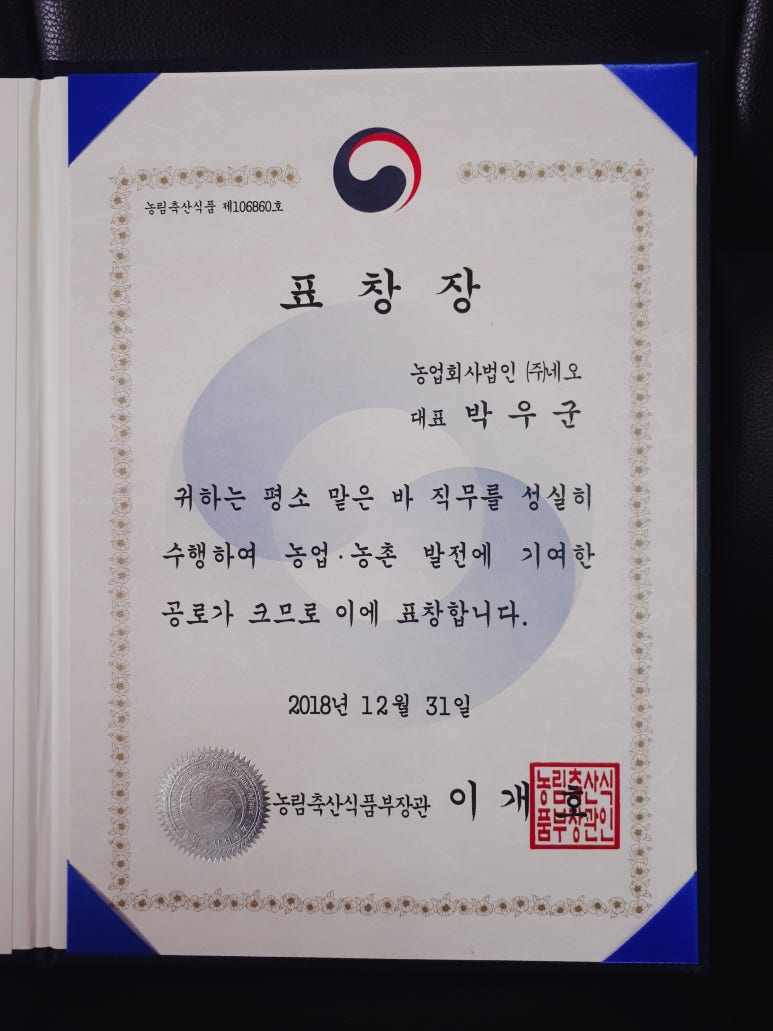 농림축산식품 제106860호
표창장
농업회사법인 (주)네오
대표 박우군
귀하는 평소 맡은 바 직무를 성실히
수행하여 농업·농촌 발전에 기여한
공로가 크므로 이에 표창합니다.
2018년 12월 31일
농림축산식품부장관 이개호
농림축산식
품부장관인